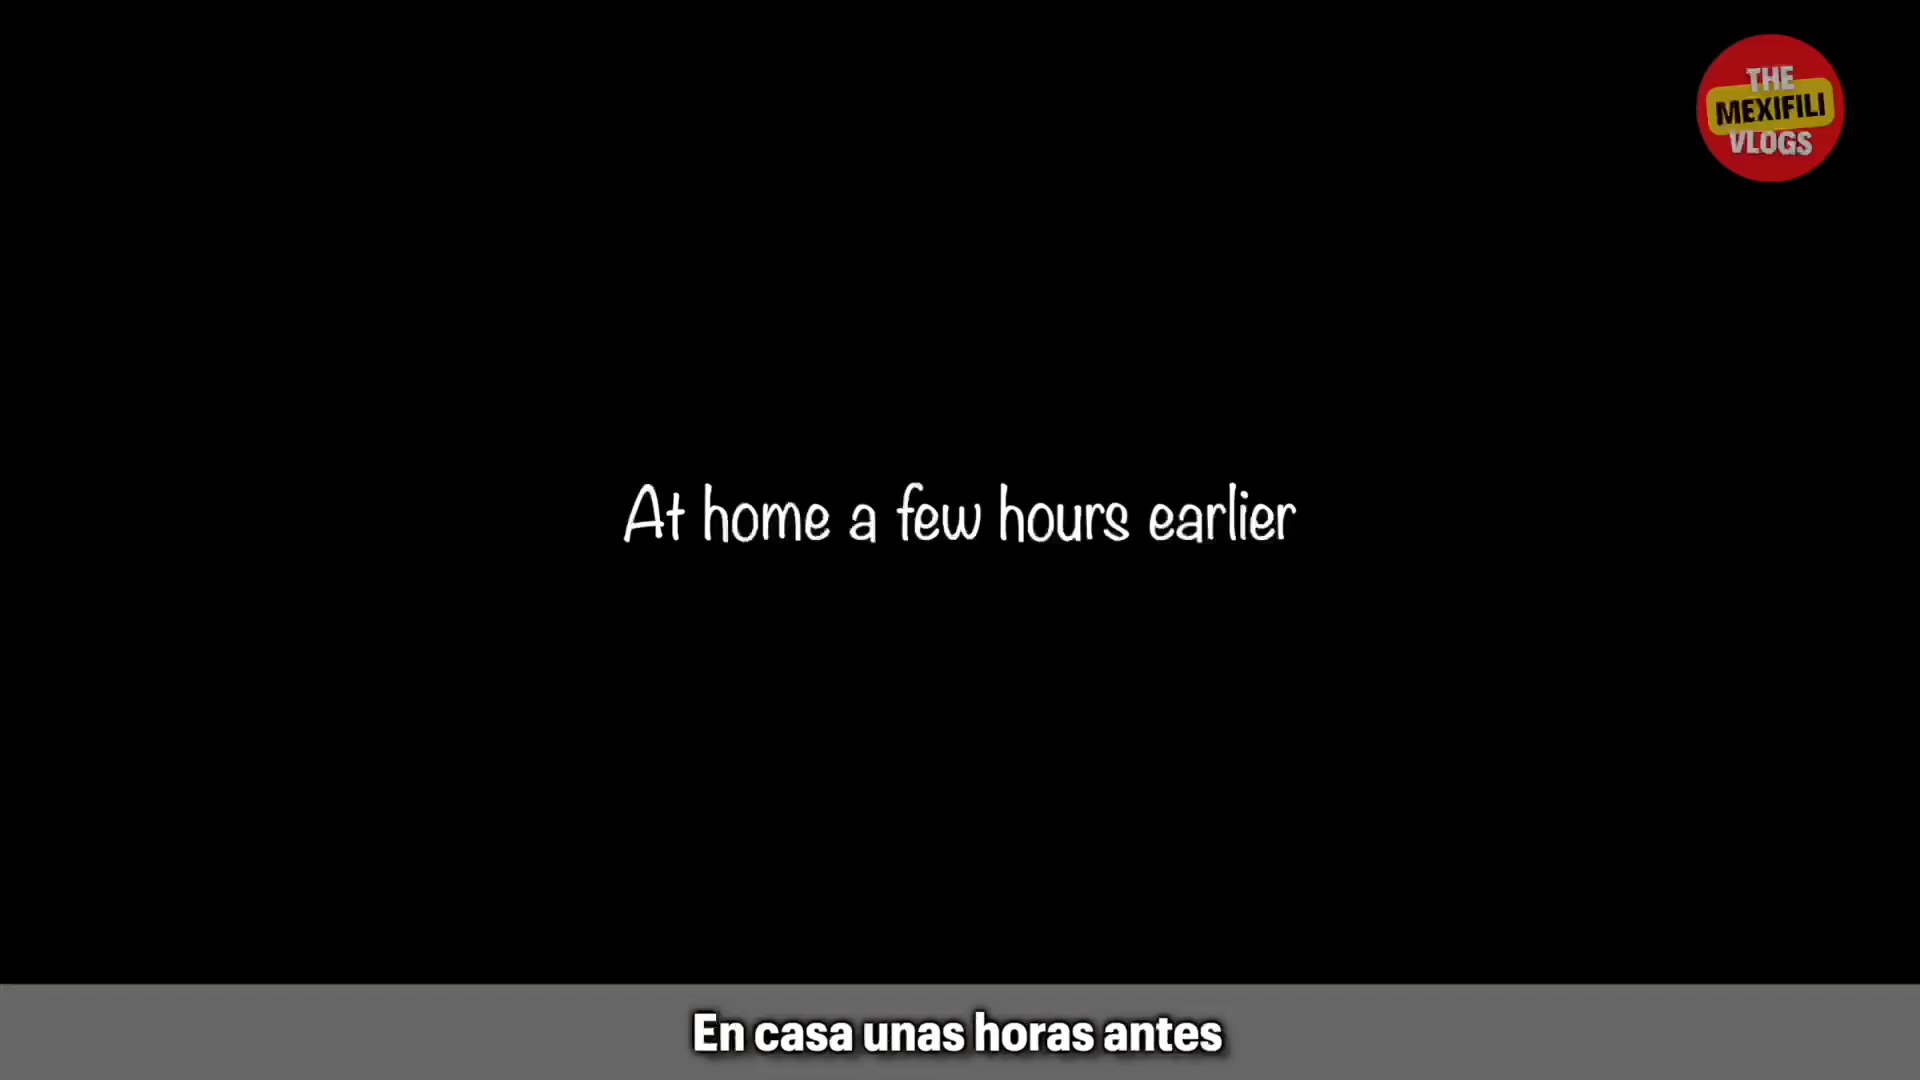 THE
MEXIFILI
VLOGS
At home a few hours earlier
En casa unas horas antes